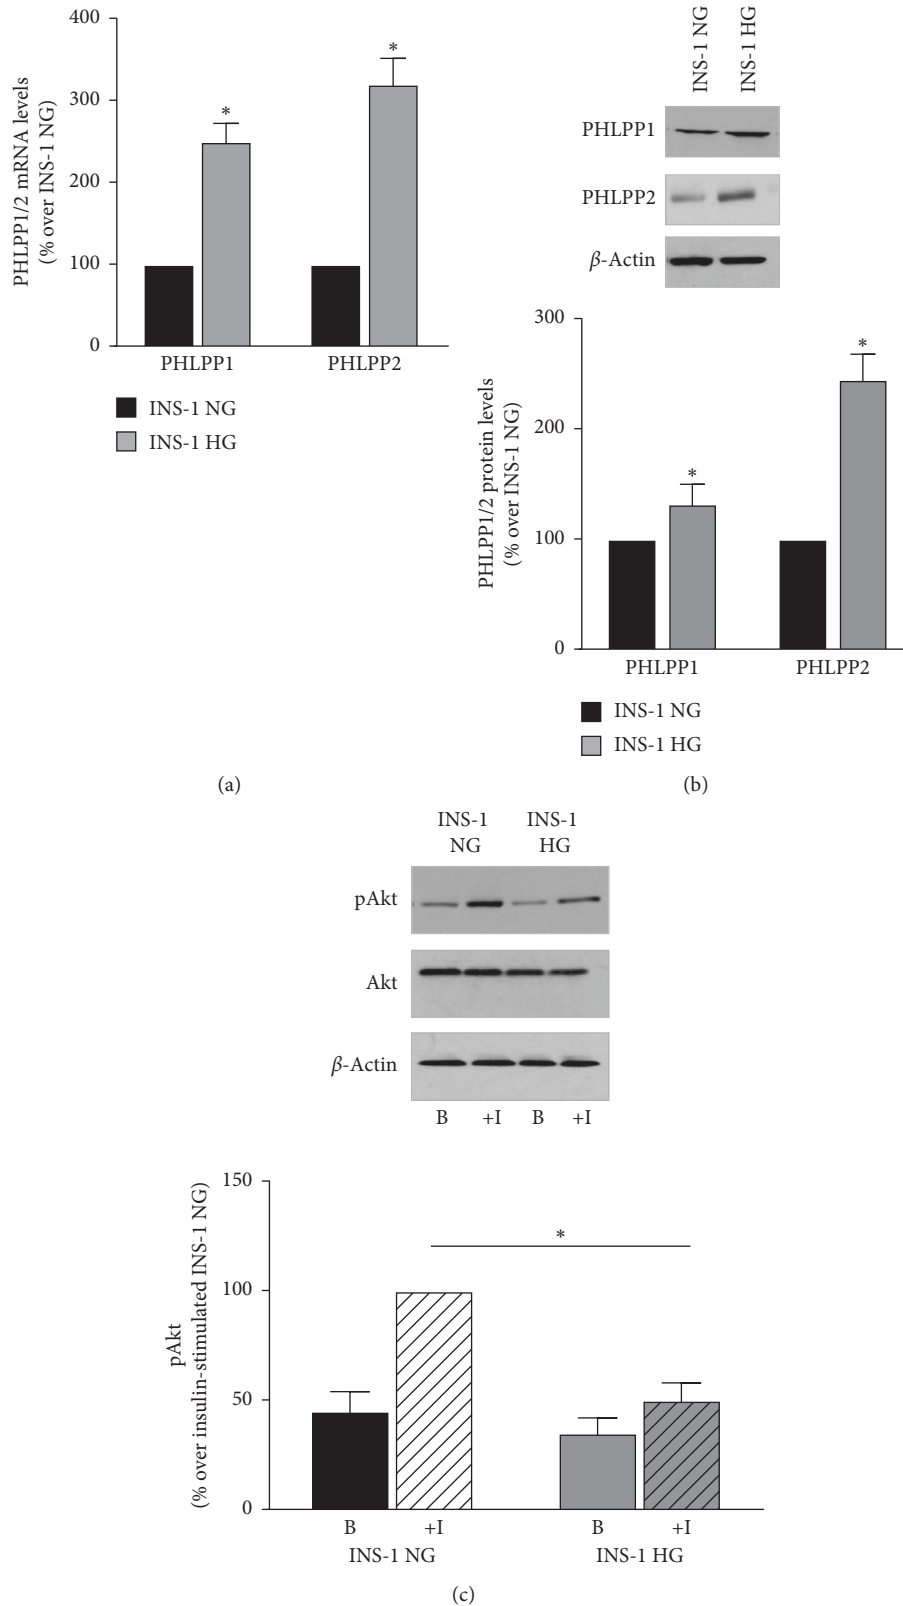 PHLPP1/2 mRNA levels
(% over INS-1 NG)
400
300
200
100
0
*
*
PHLPP1
PHLPP2
INS-1 NG
INS-1 HG
(a)
INS-1 NG
INS-1 HG
PHLPP1
PHLPP2
β-Actin
PHLPP1/2 protein levels
(% over INS-1 NG)
300
200
100
0
*
*
PHLPP1
PHLPP2
INS-1 NG
INS-1 HG
(b)
INS-1
NG
INS-1
HG
pAkt
Akt
β-Actin
B +I B +I
pAkt
(% over insulin-stimulated INS-1 NG)
150
100
50
0
*
B +I B +I
INS-1 NG INS-1 HG
(c)